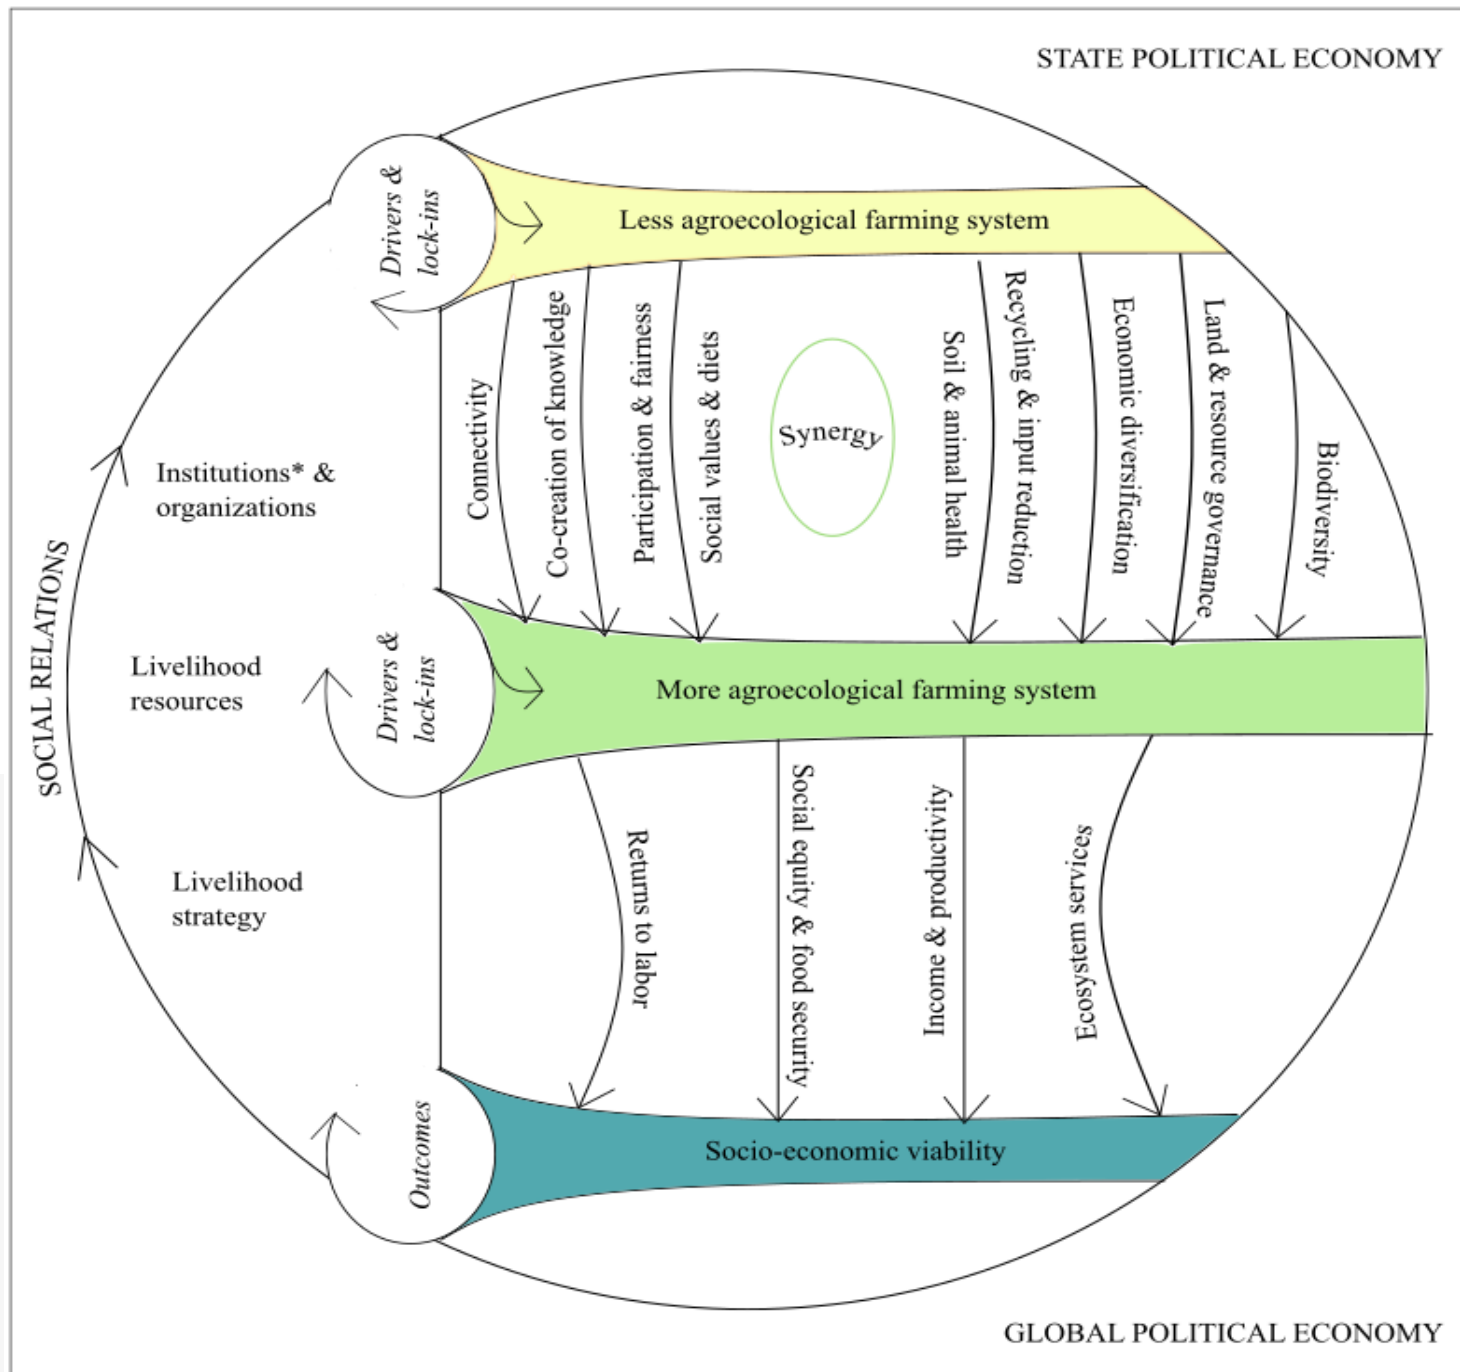 STATE POLITICAL ECONOMY
Drivers &
lock-ins
Less agroecological farming system
Connectivity
Co-creation of knowledge
Participation & fairness
Social values & diets
Synergy
Soil & animal health
Recycling & input reduction
Economic diversification
Land & resource governance
Biodiversity
SOCIAL RELATIONS
Institutions* &
organizations
Livelihood
resources
Livelihood
strategy
Drivers &
lock-ins
More agroecological farming system
Returns to labor
Social equity & food security
Income & productivity
Ecosystem services
Outcomes
Socio-economic viability
GLOBAL POLITICAL ECONOMY